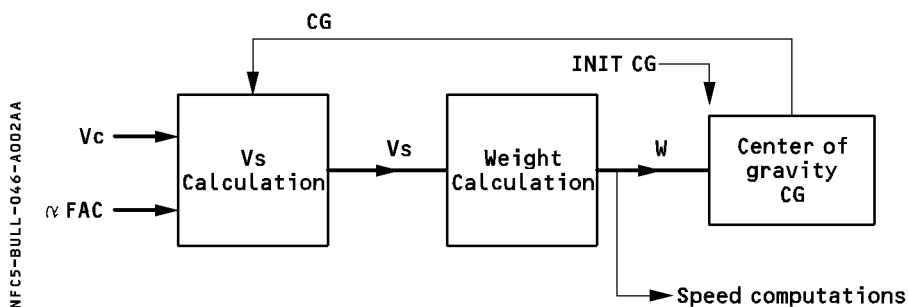 CG
INIT CG
Vc
α FAC
Vs
Calculation
Vs
Weight
Calculation
W
Center of
gravity
CG
Speed computations
NFC5-BULL-046-A002AA